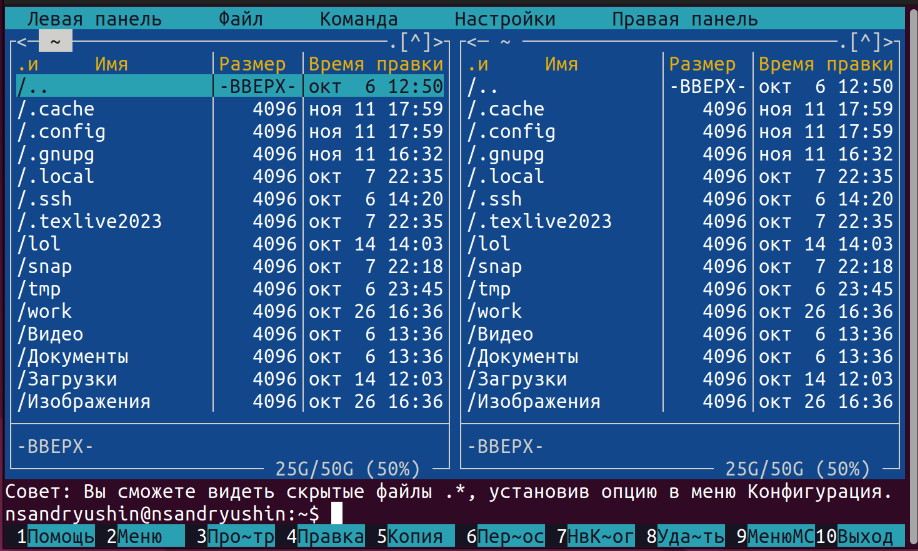 Левая панель Файл Команда Настройки Правая панель
<─ ~ .[^]> <─ ~ .[^]>
.и Имя Размер Время правки .и Имя Размер Время правки
/.. -ВВЕРХ- окт 6 12:50 /.. -ВВЕРХ- окт 6 12:50
/.cache 4096 ноя 11 17:59 /.cache 4096 ноя 11 17:59
/.config 4096 ноя 11 17:59 /.config 4096 ноя 11 17:59
/.gnupg 4096 ноя 11 16:32 /.gnupg 4096 ноя 11 16:32
/.local 4096 окт 7 22:35 /.local 4096 окт 7 22:35
/.ssh 4096 окт 6 14:20 /.ssh 4096 окт 6 14:20
/.texlive2023 4096 окт 7 22:35 /.texlive2023 4096 окт 7 22:35
/lol 4096 окт 14 14:03 /lol 4096 окт 14 14:03
/snap 4096 окт 7 22:18 /snap 4096 окт 7 22:18
/tmp 4096 окт 6 23:45 /tmp 4096 окт 6 23:45
/work 4096 окт 26 16:36 /work 4096 окт 26 16:36
/Видео 4096 окт 6 13:36 /Видео 4096 окт 6 13:36
/Документы 4096 окт 6 13:36 /Документы 4096 окт 6 13:36
/Загрузки 4096 окт 14 12:03 /Загрузки 4096 окт 14 12:03
/Изображения 4096 окт 26 16:36 /Изображения 4096 окт 26 16:36
-ВВЕРХ- -ВВЕРХ-
25G/50G (50%) 25G/50G (50%)
Совет: Вы сможете видеть скрытые файлы .*, установив опцию в меню Конфигурация.
nsandryushin@nsandryushin:~$
1Помощь 2Меню 3Про~тр 4Правка 5Копия 6Пер~ос 7НвК~ог 8Уда~ть 9МенюMC 10Выход